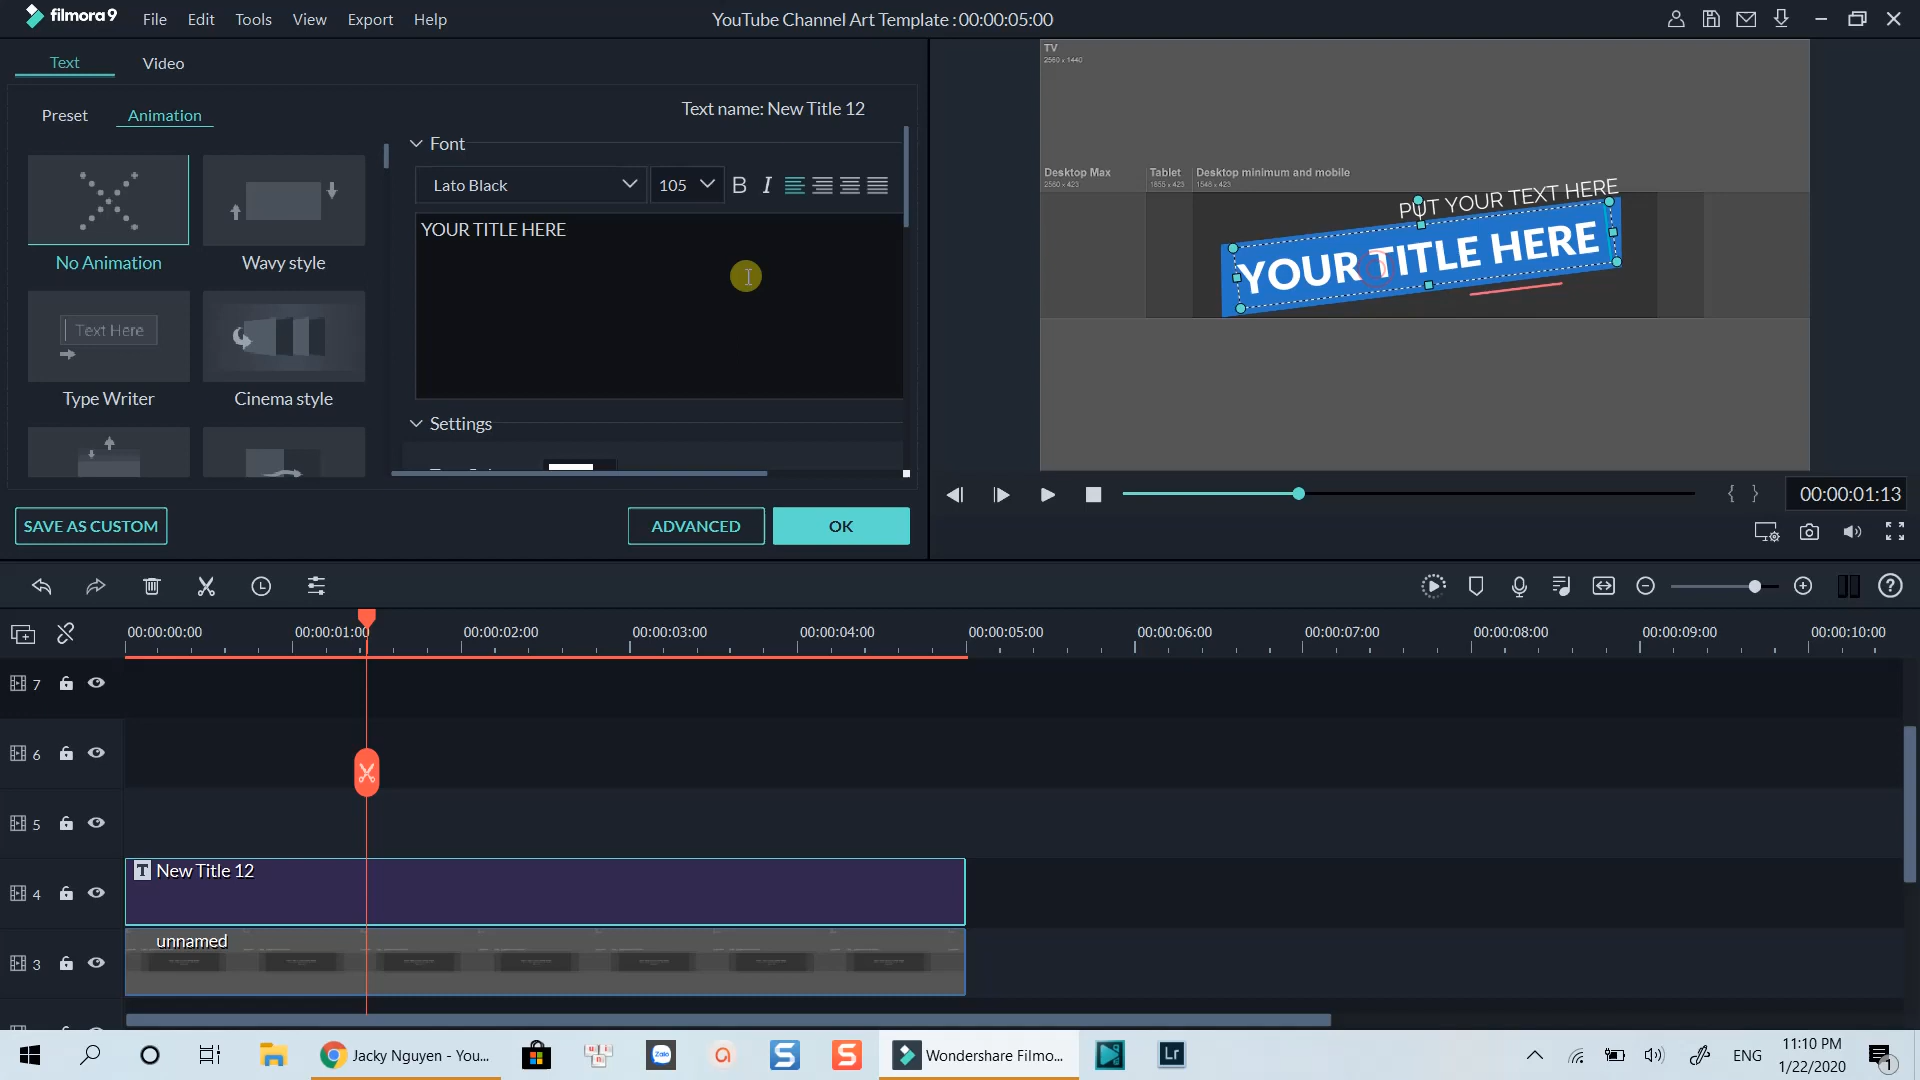 filmora9 File Edit Tools View Export Help YouTube Channel Art Template : 00:00:05:00
Text Video
Preset Animation Text name: New Title 12
Font
Lato Black 105 B I
YOUR TITLE HERE
No Animation Wavy style
Text Here
Type Writer Cinema style
Settings
SAVE AS CUSTOM ADVANCED OK
TV
2560 x 1440
Desktop Max Tablet Desktop minimum and mobile
2560 x 423 1855 x 423 1546 x 423
PUT YOUR TEXT HERE
YOUR TITLE HERE
{ } 00:00:01:13
00:00:00:00 00:00:01:00 00:00:02:00 00:00:03:00 00:00:04:00 00:00:05:00 00:00:06:00 00:00:07:00 00:00:08:00 00:00:09:00 00:00:10:00
7
6
5
T New Title 12
4
unnamed
3
Jacky Nguyen - You... Zalo S S Wondershare Filmo... Lr ENG 11:10 PM
1/22/2020 1